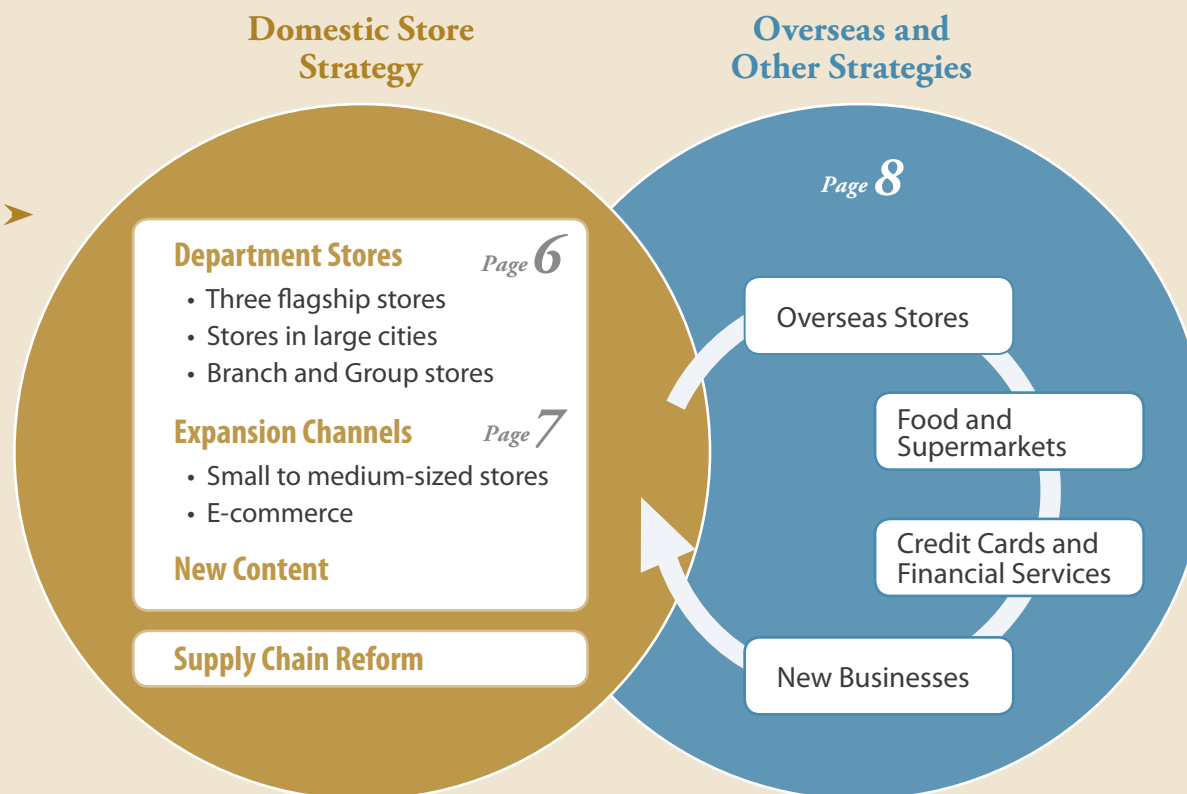 Domestic Store
Strategy
Overseas and
Other Strategies
Page 8
Department Stores Page 6
• Three flagship stores
• Stores in large cities
• Branch and Group stores
Expansion Channels Page 7
• Small to medium-sized stores
• E-commerce
New Content
Supply Chain Reform
Overseas Stores
Food and
Supermarkets
Credit Cards and
Financial Services
New Businesses